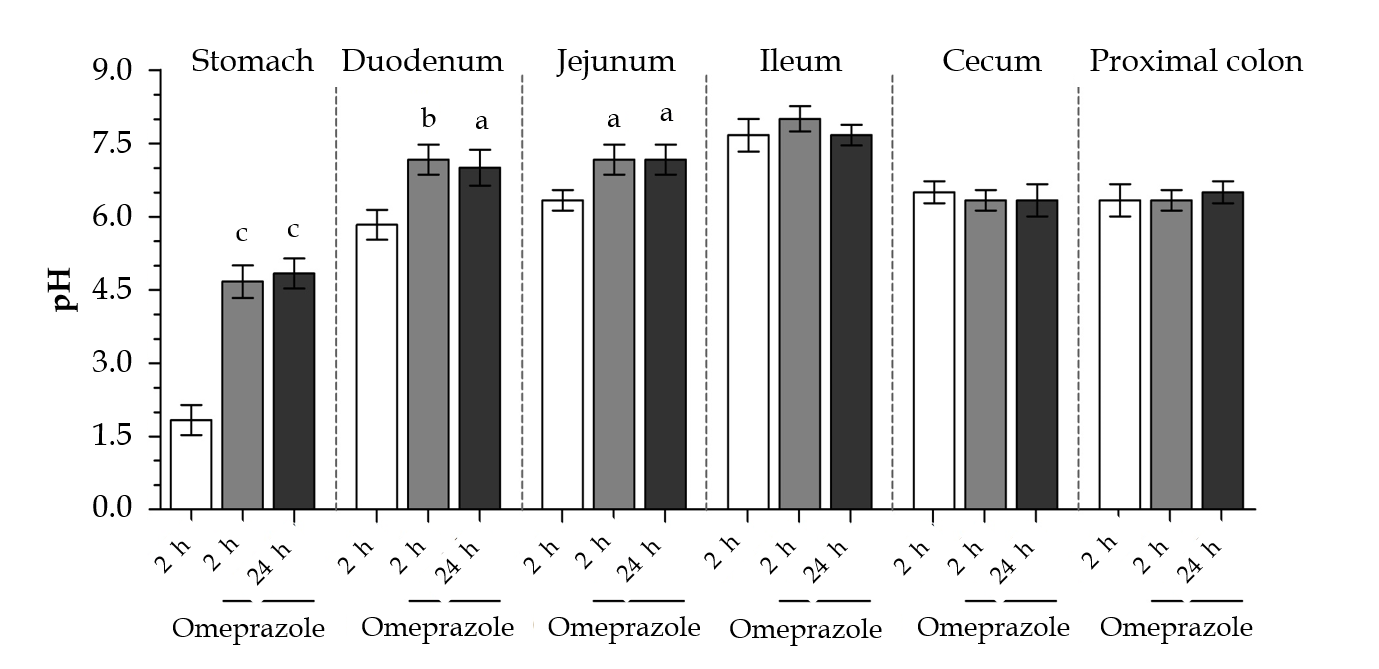 Stomach Duodenum Jejunum Ileum Cecum Proximal colon
9.0
7.5
6.0
4.5
3.0
1.5
0.0
pH
c c b a a a
2 h 2 h 24 h 2 h 2 h 24 h 2 h 2 h 24 h 2 h 2 h 24 h 2 h 2 h 24 h 2 h 2 h 24 h
Omeprazole Omeprazole Omeprazole Omeprazole Omeprazole Omeprazole